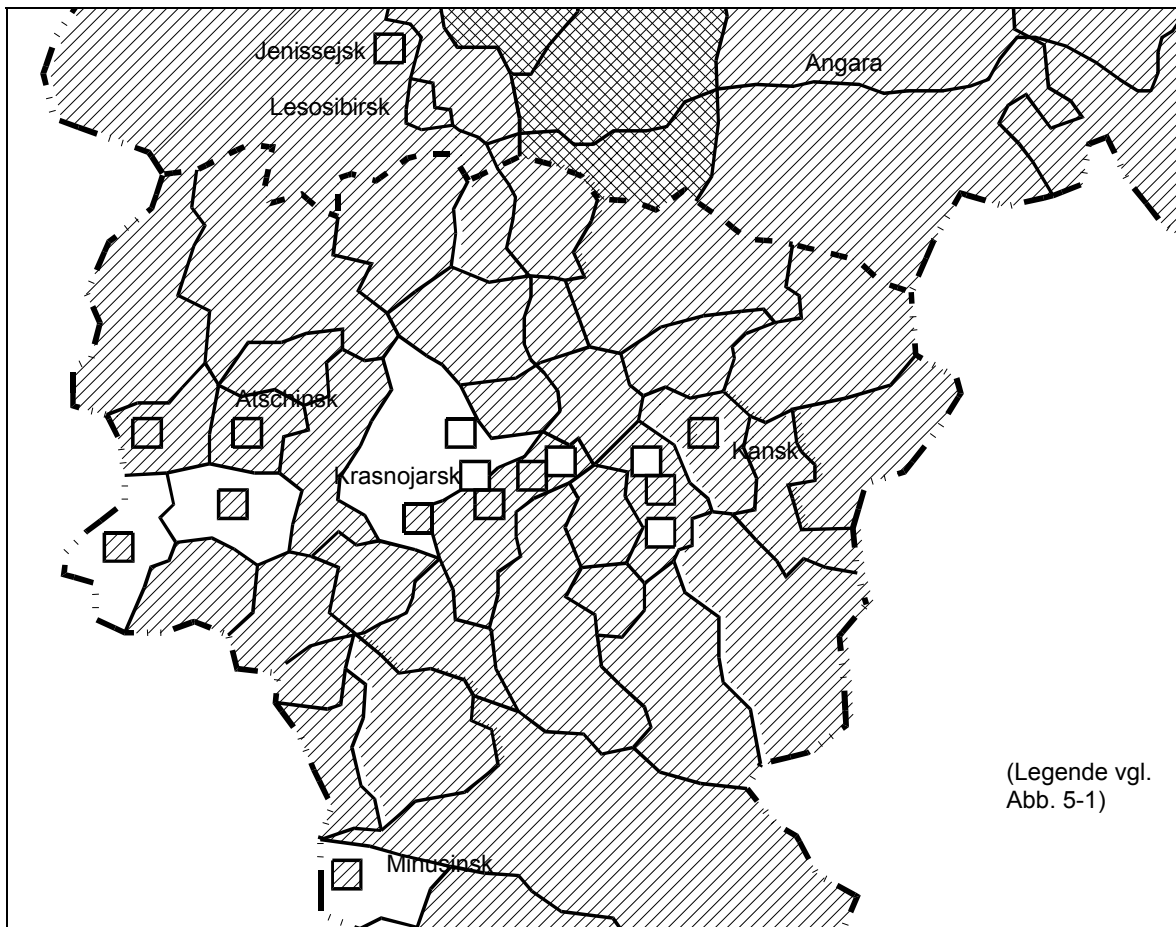 Jenissejsk
Angara
Lesosibirsk
Atschinsk
Kansk
Krasnojarsk
(Legende vgl.
Abb. 5-1)
Minusinsk